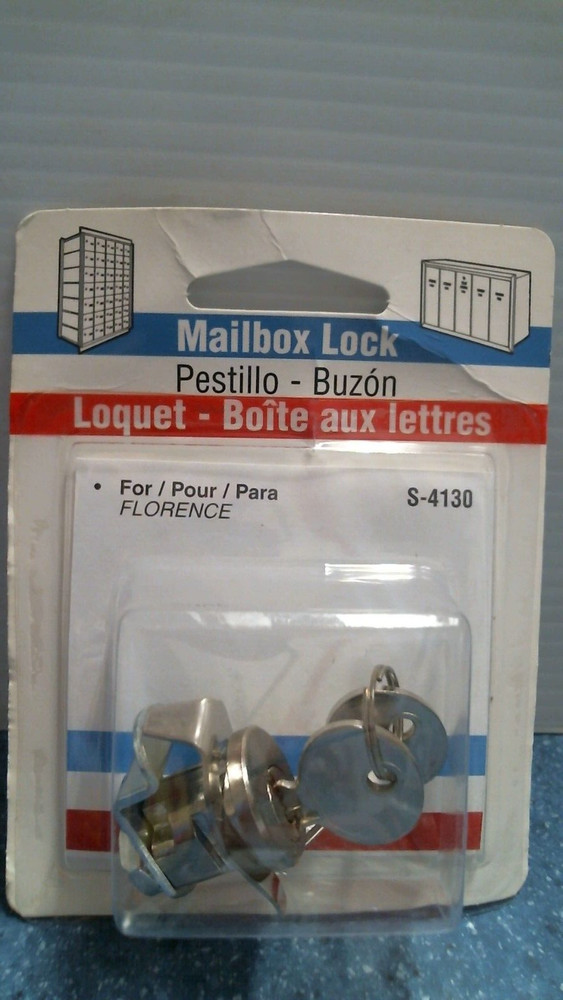 Mailbox Lock
Pestillo - Buzón
Loquet - Boîte aux lettres
• For / Pour / Para
FLORENCE
S-4130